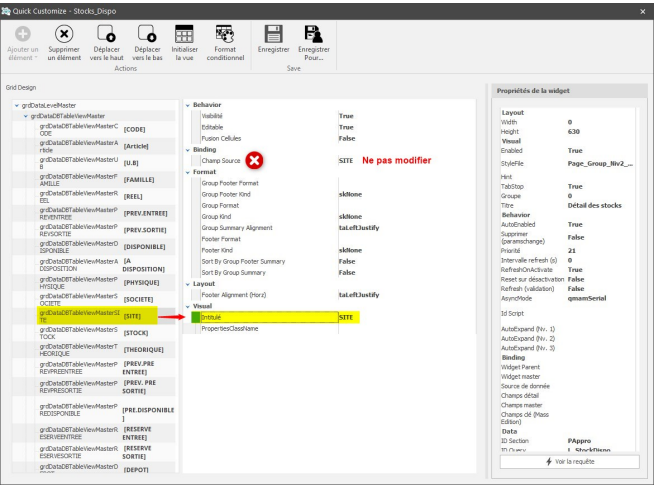 Quick Customize - Stocks_Dispo
Ajouter un élément
Supprimer un élément
Déplacer vers le haut
Déplacer vers le bas
Initialiser la vue
Format conditionnel
Enregistrer
Enregistrer Pour...
Actions
Save
Grid Design
grdDataLevelMaster
grdDataDBTableViewMaster
grdDataDBTableViewMasterCODE [CODE]
grdDataDBTableViewMasterArticle [Article]
grdDataDBTableViewMasterUB [U.B]
grdDataDBTableViewMasterFAMILLE [FAMILLE]
grdDataDBTableViewMasterREEL [REEL]
grdDataDBTableViewMasterPREVENTREE [PREV.ENTREE]
grdDataDBTableViewMasterPREVSORTIE [PREV.SORTIE]
grdDataDBTableViewMasterDISPONIBLE [DISPONIBLE]
grdDataDBTableViewMasterADISPOSITION [A DISPOSITION]
grdDataDBTableViewMasterPHYSIQUE [PHYSIQUE]
grdDataDBTableViewMasterSOCIETE [SOCIETE]
grdDataDBTableViewMasterSITE [SITE]
grdDataDBTableViewMasterSTOCK [STOCK]
grdDataDBTableViewMasterTHEORIQUE [THEORIQUE]
grdDataDBTableViewMasterPREVPREENTREE [PREV.PRE ENTREE]
grdDataDBTableViewMasterPREVPRESORTIE [PREV. PRE SORTIE]
grdDataDBTableViewMasterPREDISPONIBLE [PRE.DISPONIBLE]
grdDataDBTableViewMasterRESERVEENTREE [RESERVE ENTREE]
grdDataDBTableViewMasterRESERVESORTIE [RESERVE SORTIE]
grdDataDBTableViewMasterD [DEPOT]
Behavior
Visibilité True
Editable True
Fusion Cellules False
Binding
Champ Source SITE Ne pas modifier
Format
Group Footer Format
Group Footer Kind skNone
Group Format
Group Kind skNone
Group Summary Alignment taLeftJustify
Footer Format
Footer Kind skNone
Sort By Group Footer Summary False
Sort By Group Summary False
Layout
Footer Alignment (Horz) taLeftJustify
Visual
Entitulé SITE
PropertiesClassName
Propriétés de la widget
Layout
Width 0
Height 630
Visual
Enabled True
StyleFile Page_Group_Niv2_...
Hint
TabStop True
Groupe 0
Titre Détail des stocks
Behavior
AutoEnabled True
Supprimer (paramschange) False
Priorité 21
Intervalle refresh (s) 0
RefreshOnActivate True
Reset sur désactivation False
Refresh (validation) False
AsyncMode qmamSerial
Id Script
AutoExpand (Nv. 1)
AutoExpand (Nv. 2)
AutoExpand (Nv. 3)
Binding
Widget Parent
Widget master
Source de donnée
Champs détail
Champs master
Champs clé (Mass Edition)
Data
ID Section PAppro
ID Query L_StockDispo
Voir la requête